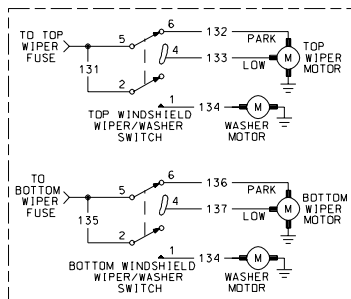 6 132
TO TOP
WIPER
FUSE
5
PARK
TOP
WIPER
MOTOR
4 133
M
LOW
131
2
1 134
M
TOP WINDSHIELD
WIPER/WASHER
SWITCH
WASHER
MOTOR
TO
BOTTOM
WIPER
FUSE
6 136
5
PARK
BOTTOM
WIPER
MOTOR
4 137
M
LOW
135
2
1 134
M
BOTTOM WINDSHIELD
WIPER/WASHER
SWITCH
WASHER
MOTOR